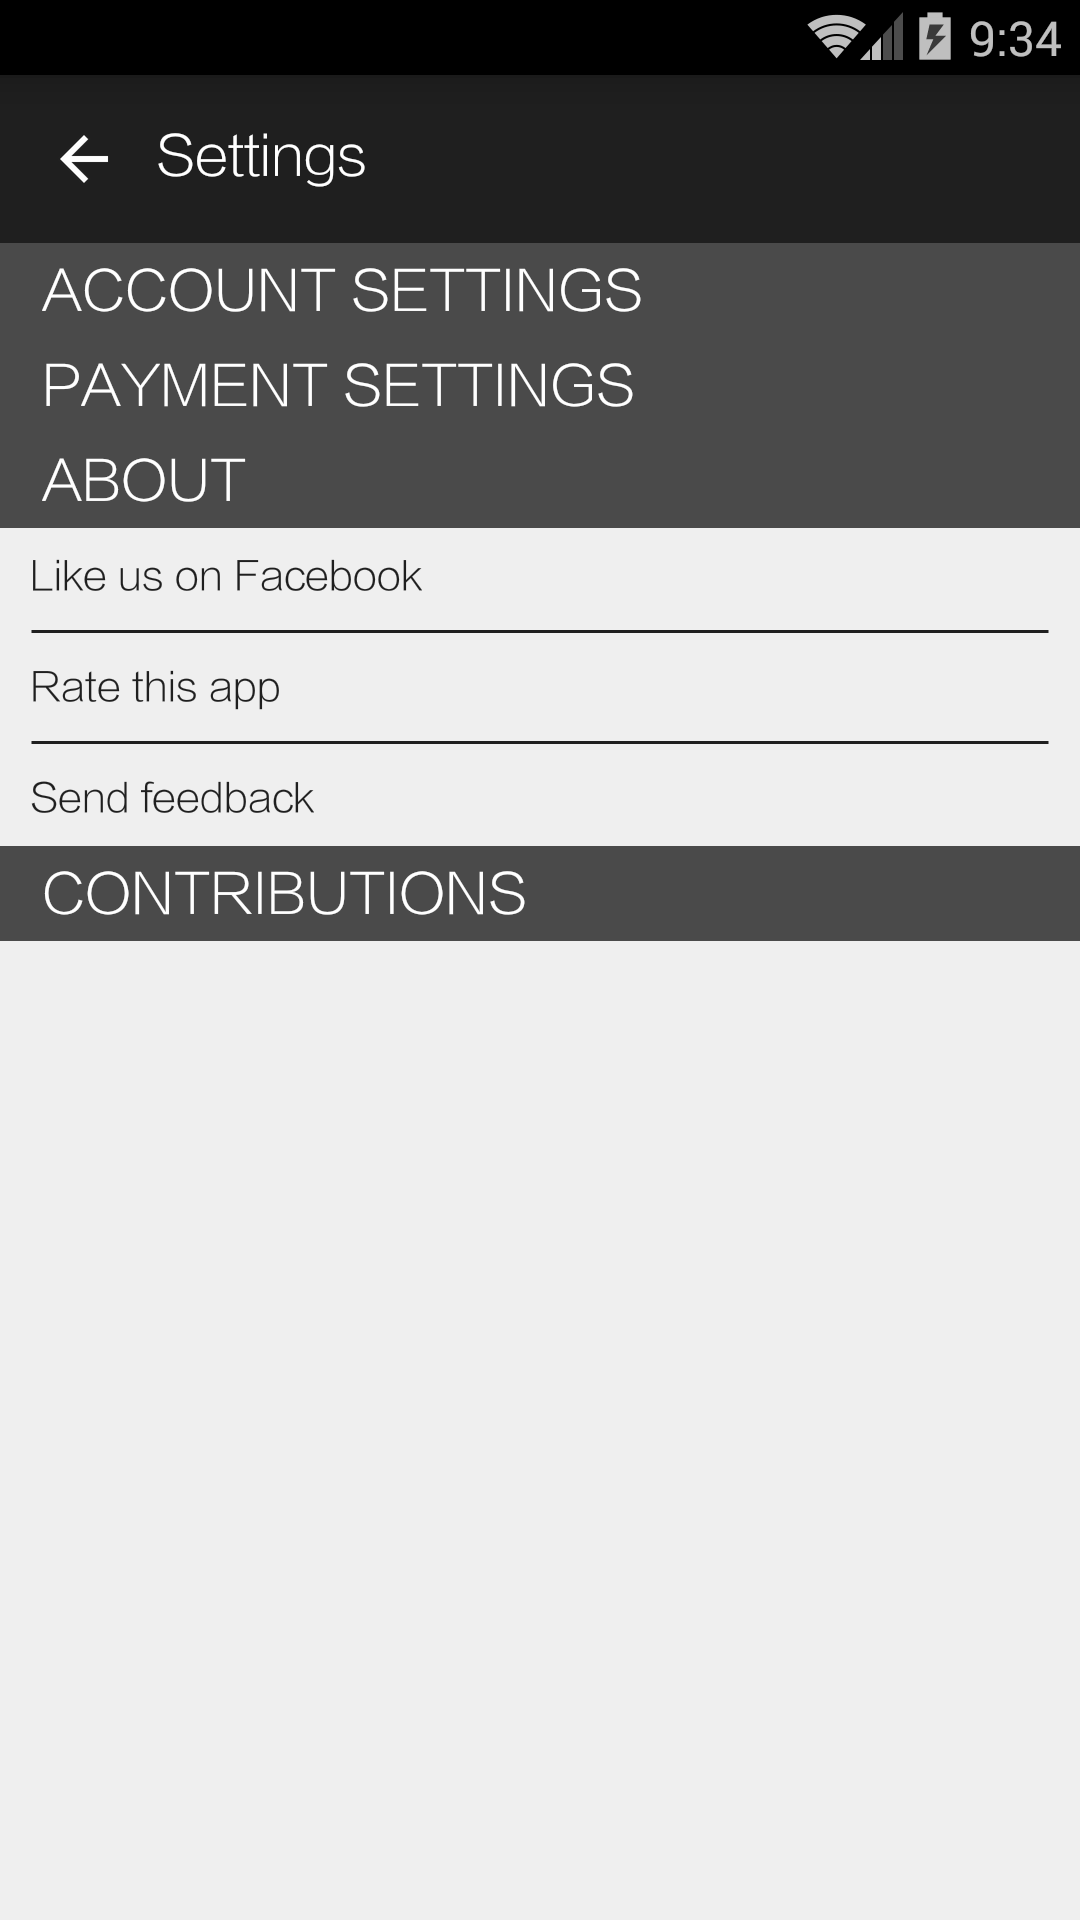 9:34
Settings
ACCOUNT SETTINGS
PAYMENT SETTINGS
ABOUT
Like us on Facebook
Rate this app
Send feedback
CONTRIBUTIONS